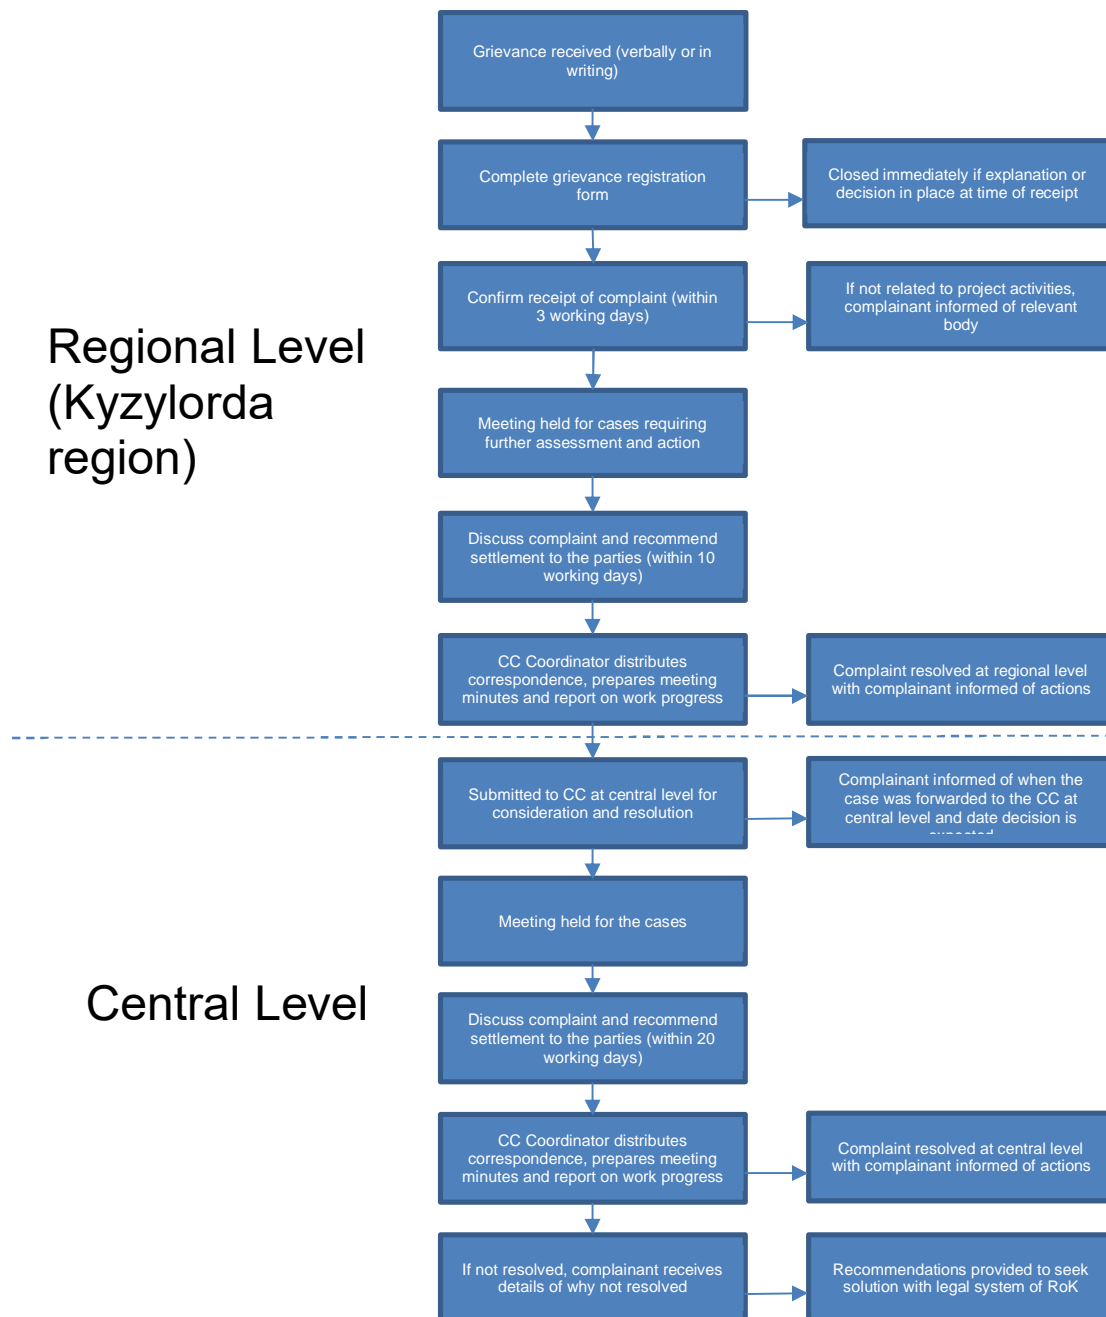 Grievance received (verbally or in
writing)
Complete grievance registration
form
Closed immediately if explanation or
decision in place at time of receipt
Confirm receipt of complaint (within
3 working days)
If not related to project activities,
complainant informed of relevant
body
Regional Level
(Kyzylorda
region)
Meeting held for cases requiring
further assessment and action
Discuss complaint and recommend
settlement to the parties (within 10
working days)
CC Coordinator distributes
correspondence, prepares meeting
minutes and report on work progress
Complaint resolved at regional level
with complainant informed of actions
Submitted to CC at central level for
consideration and resolution
Complainant informed of when the
case was forwarded to the CC at
central level and date decision is
expected
Meeting held for the cases
Central Level
Discuss complaint and recommend
settlement to the parties (within 20
working days)
CC Coordinator distributes
correspondence, prepares meeting
minutes and report on work progress
Complaint resolved at central level
with complainant informed of actions
If not resolved, complainant receives
details of why not resolved
Recommendations provided to seek
solution with legal system of RoK